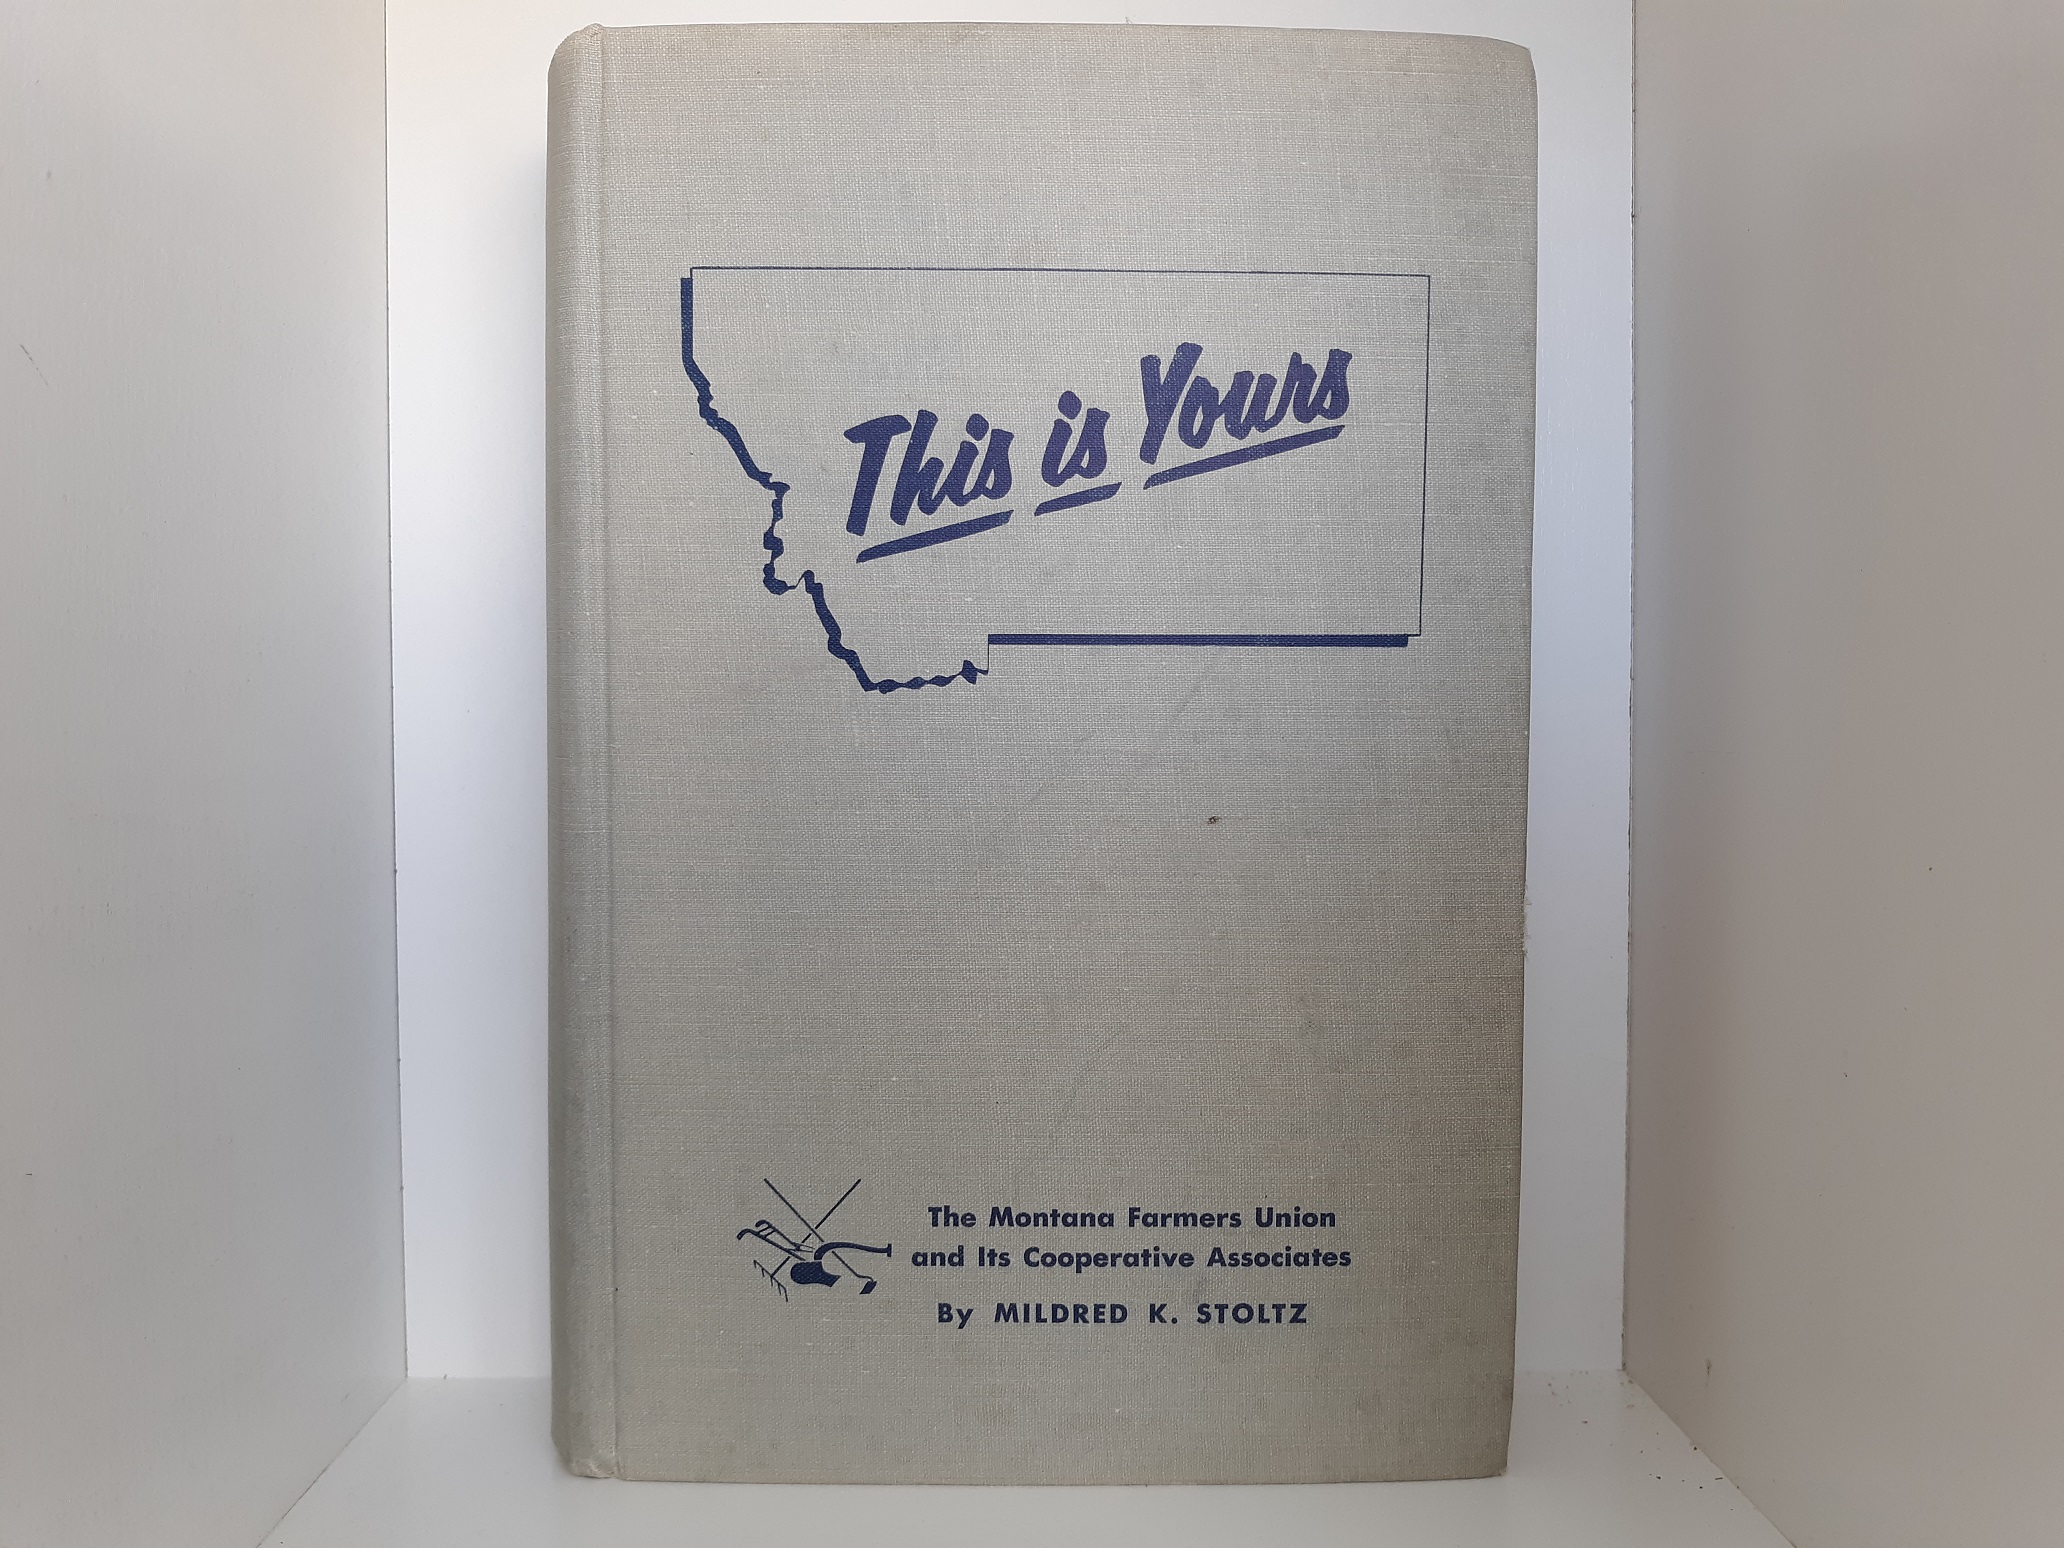 This is Yours
The Montana Farmers Union
and Its Cooperative Associates
By MILDRED K. STOLTZ